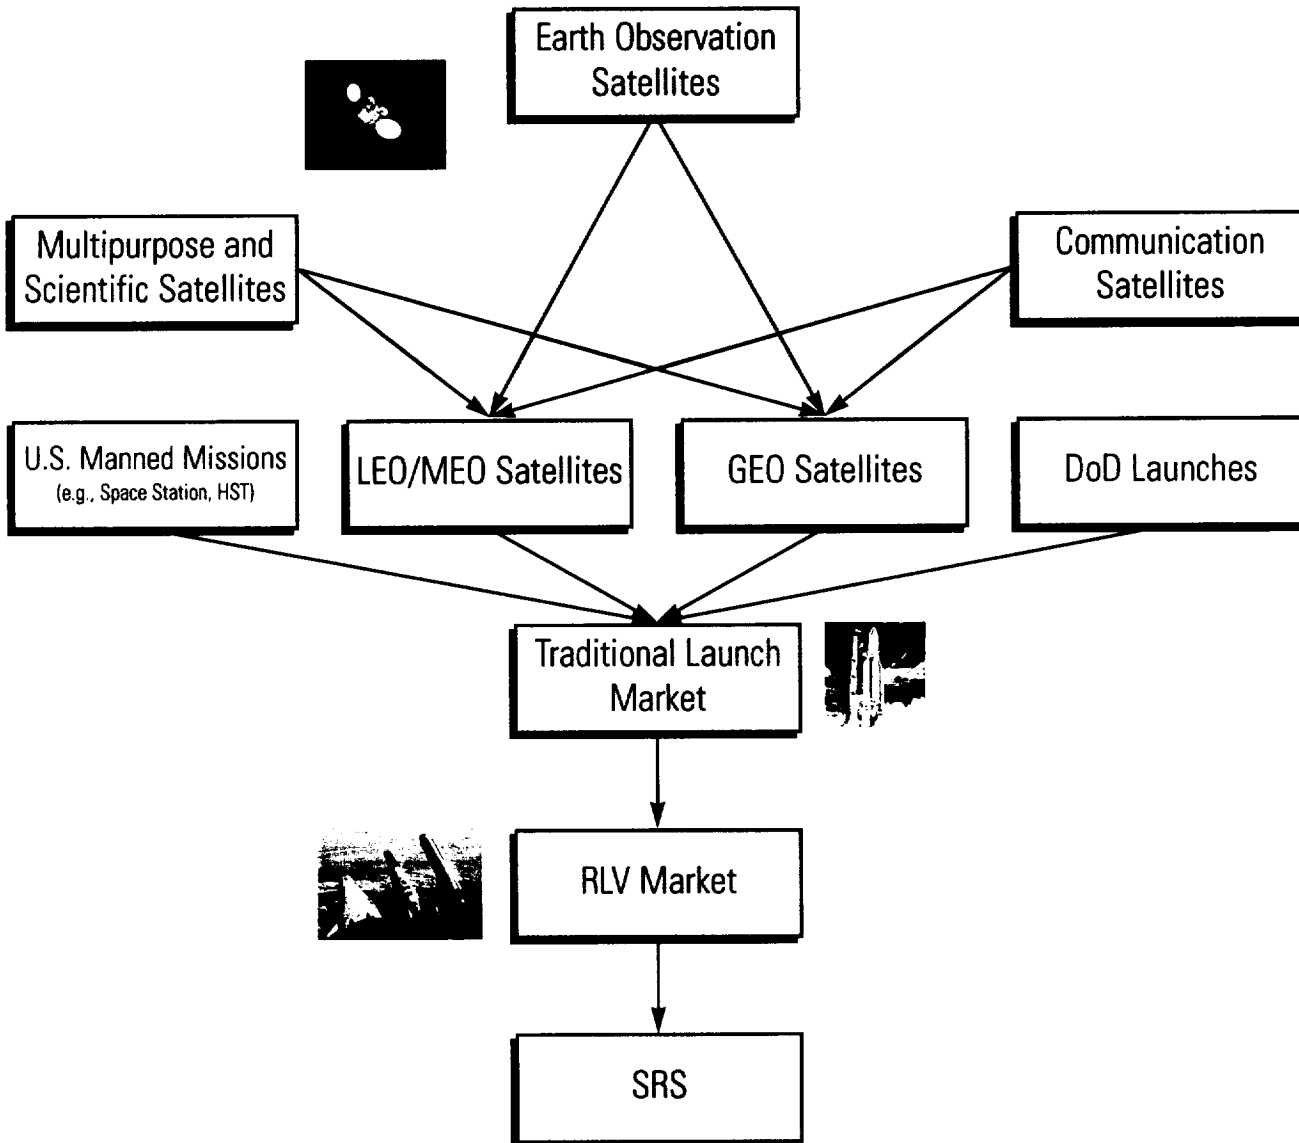 Earth Observation
Satellites
Multipurpose and
Scientific Satellites
Communication
Satellites
U.S. Manned Missions
(e.g., Space Station, HST)
LEO/MEO Satellites
GEO Satellites
DoD Launches
Traditional Launch
Market
RLV Market
SRS